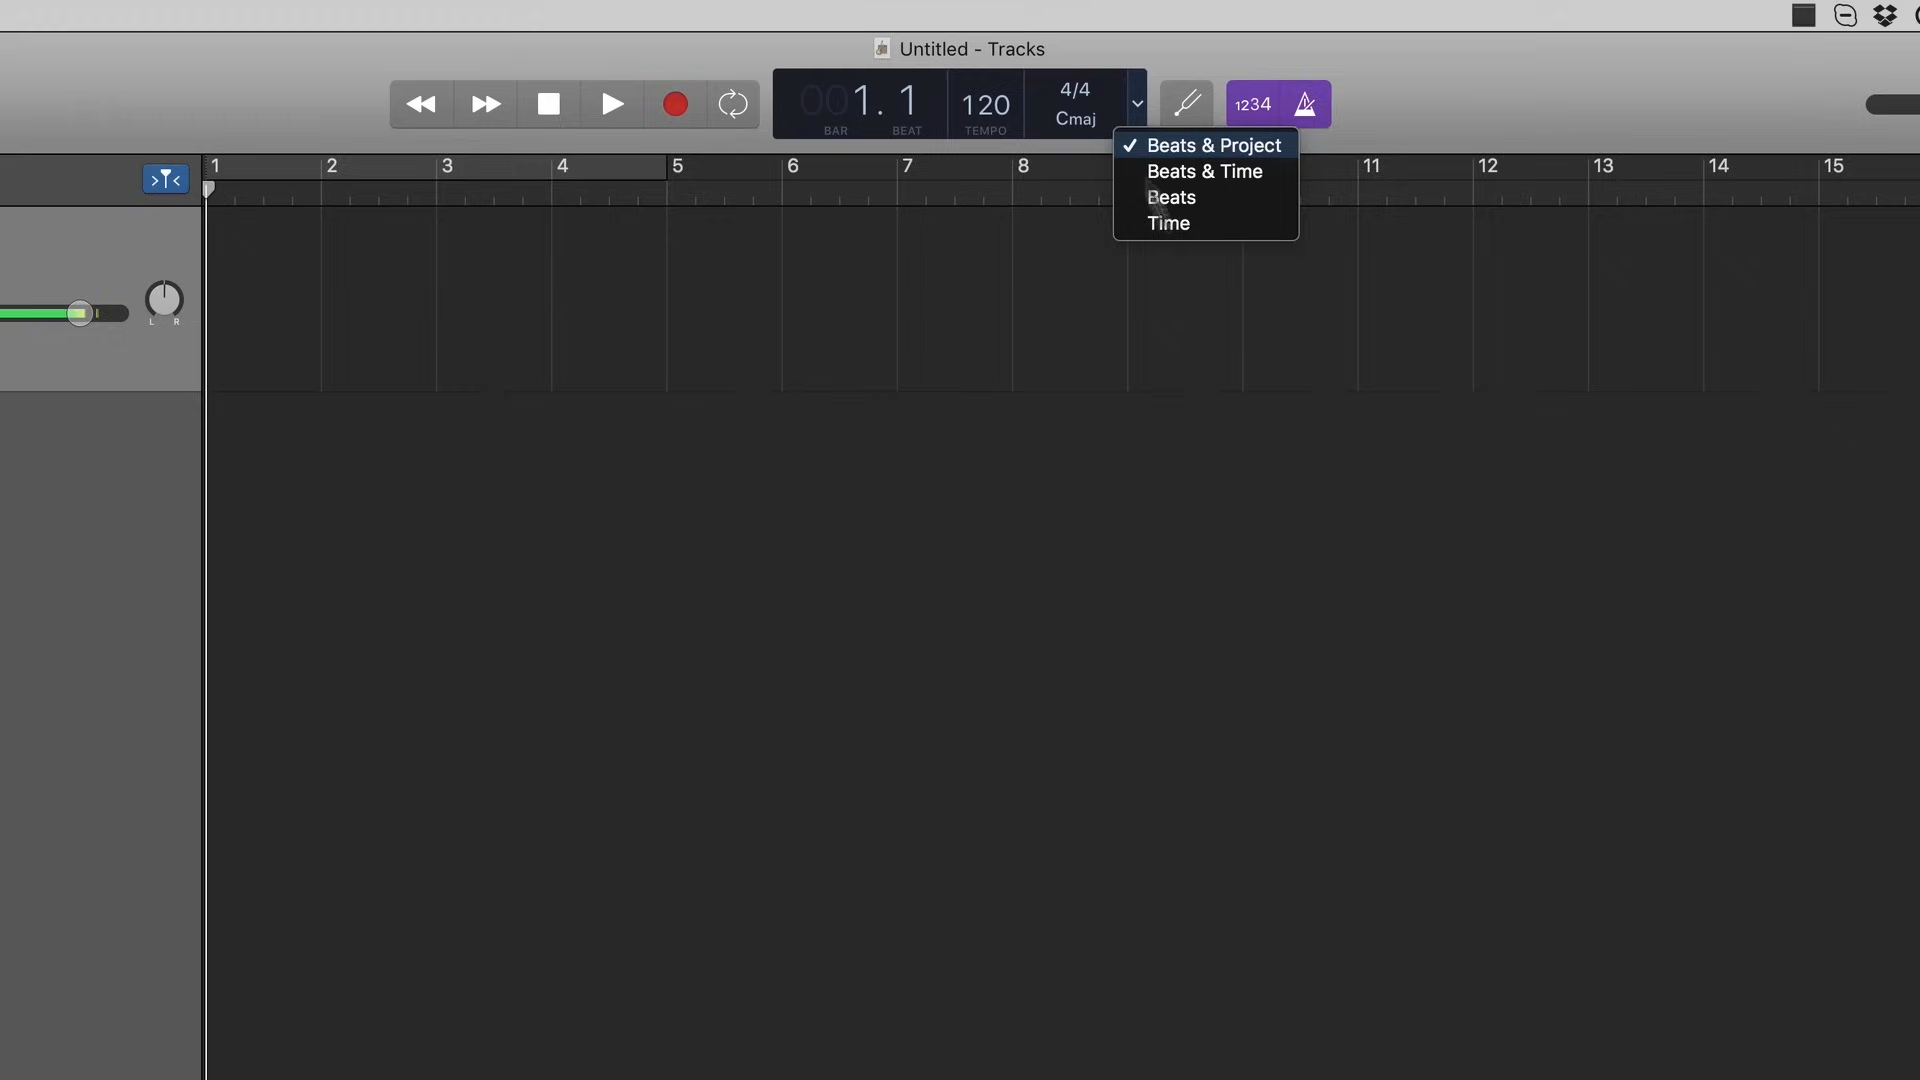 Untitled - Tracks
001. 1
BAR BEAT
120
TEMPO
4/4
Cmaj
1234
✓ Beats & Project
Beats & Time
Beats
Time
1 2 3 4 5 6 7 8 11 12 13 14 15
L R